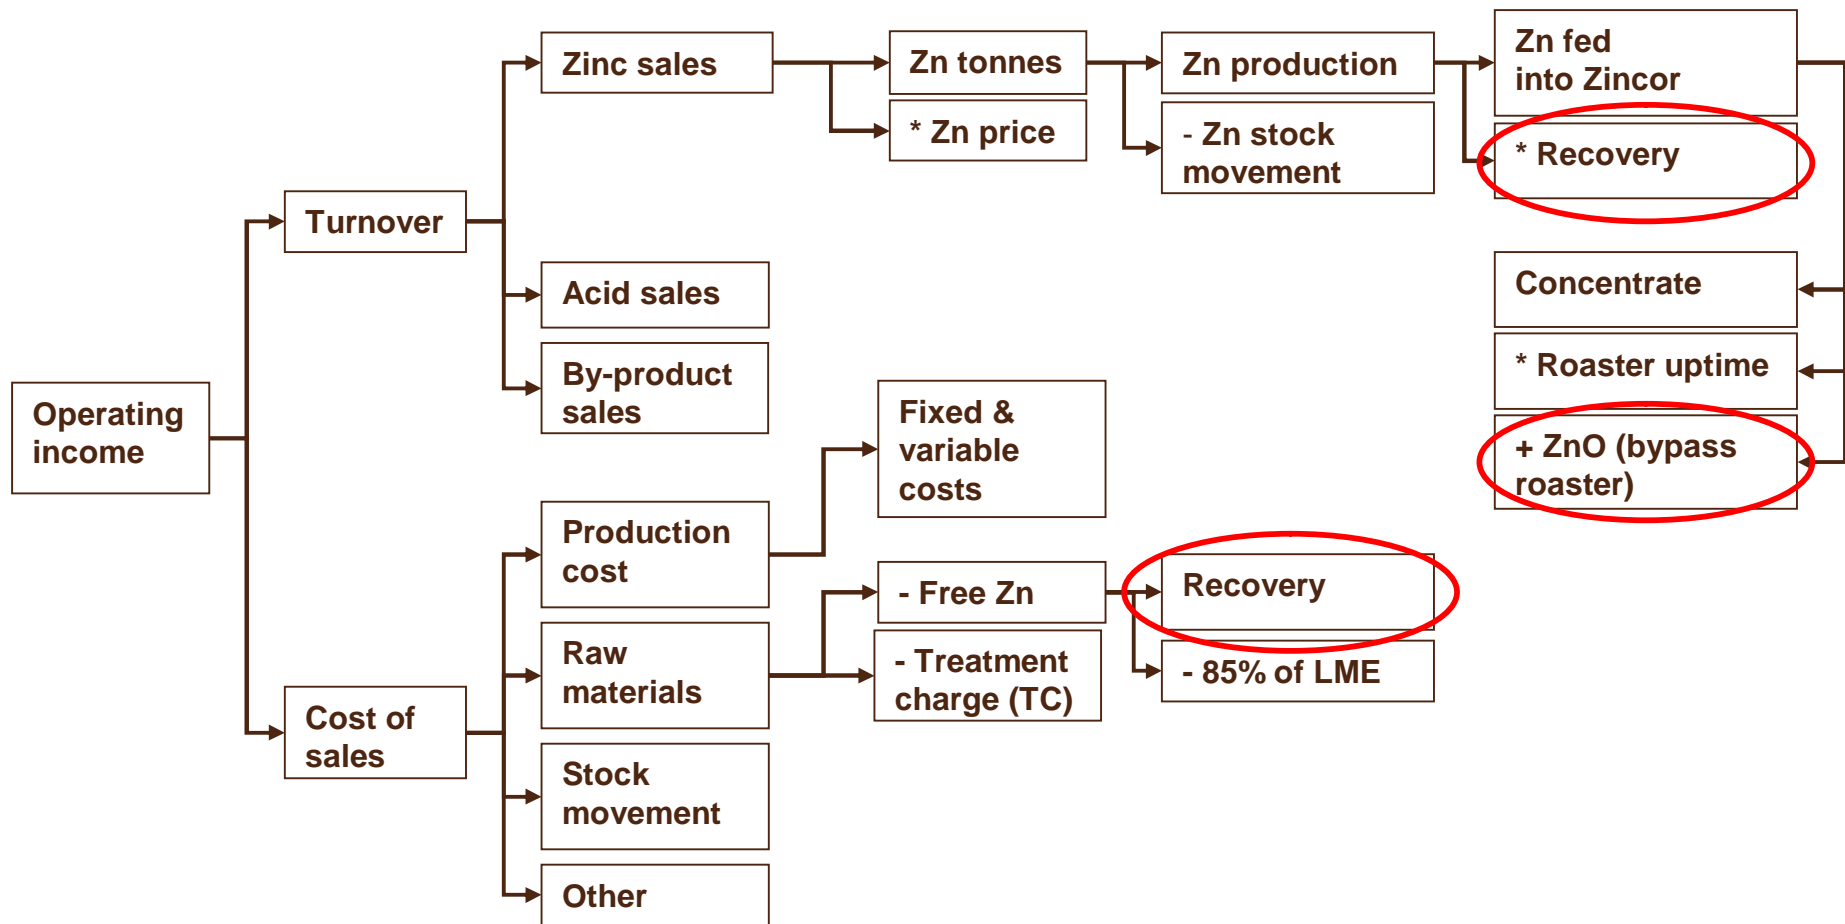 Operating
income
Turnover
Cost of
sales
Zinc sales
Acid sales
By-product
sales
Production
cost
Raw
materials
Stock
movement
Other
Zn tonnes
* Zn price
Fixed &
variable
costs
- Free Zn
- Treatment
charge (TC)
Zn production
- Zn stock
movement
Recovery
- 85% of LME
Zn fed
into Zincor
* Recovery
Concentrate
* Roaster uptime
+ ZnO (bypass
roaster)